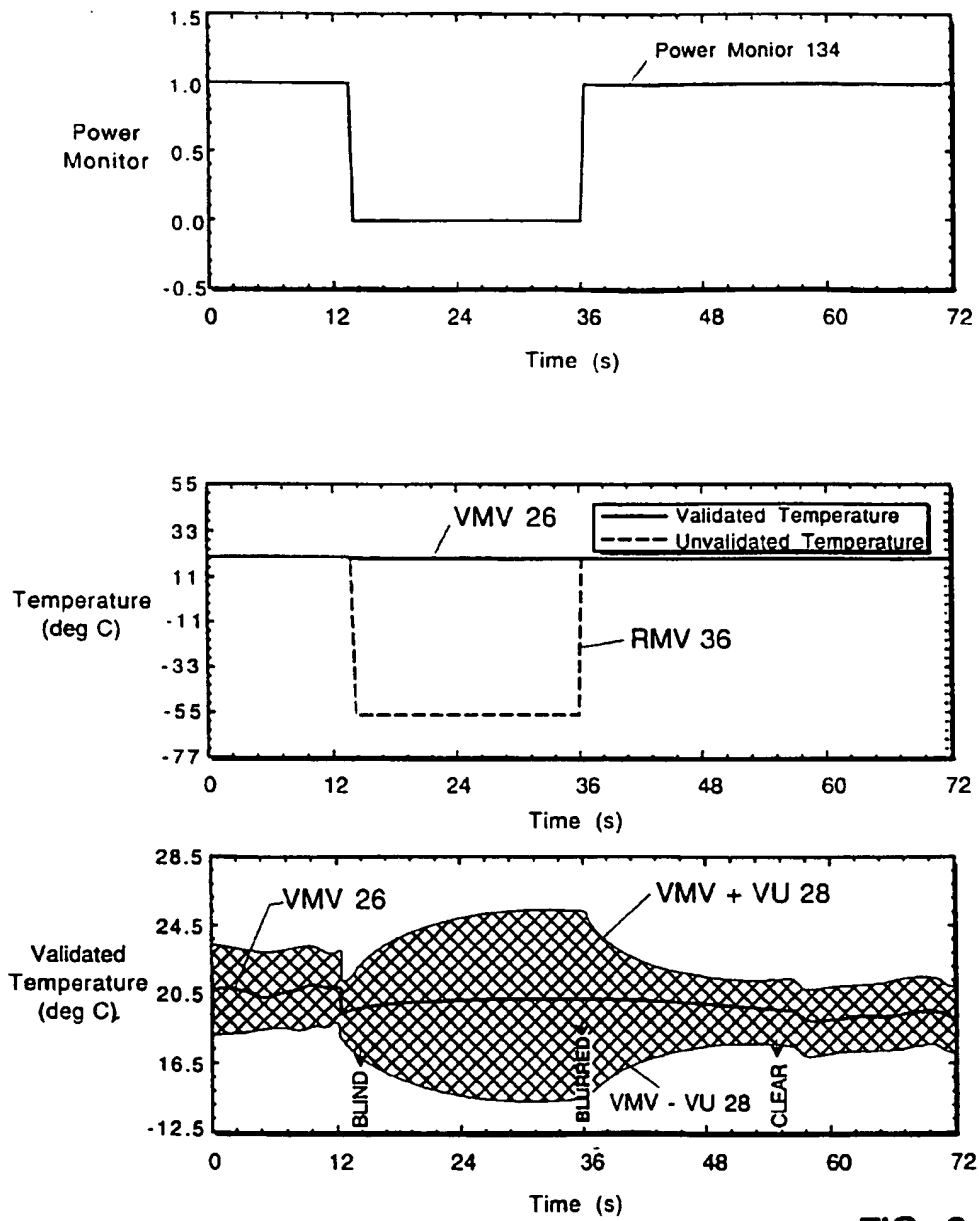 1.5
Power Monior 134
1.0
Power
Monitor
0.5
0.0
-0.5
0 12 24 36 48 60 72
Time (s)
55
VMV 26
Validated Temperature
Unvalidated Temperature
33
11
Temperature
(deg C)
-11
RMV 36
-33
-55
-77
0 12 24 36 48 60 72
Time (s)
28.5
VMV 26
VMV + VU 28
24.5
Validated
Temperature
(deg C)
20.5
16.5
BLIND
BLURRED
CLEAR
VMV - VU 28
-12.5
0 12 24 36 48 60 72
Time (s)